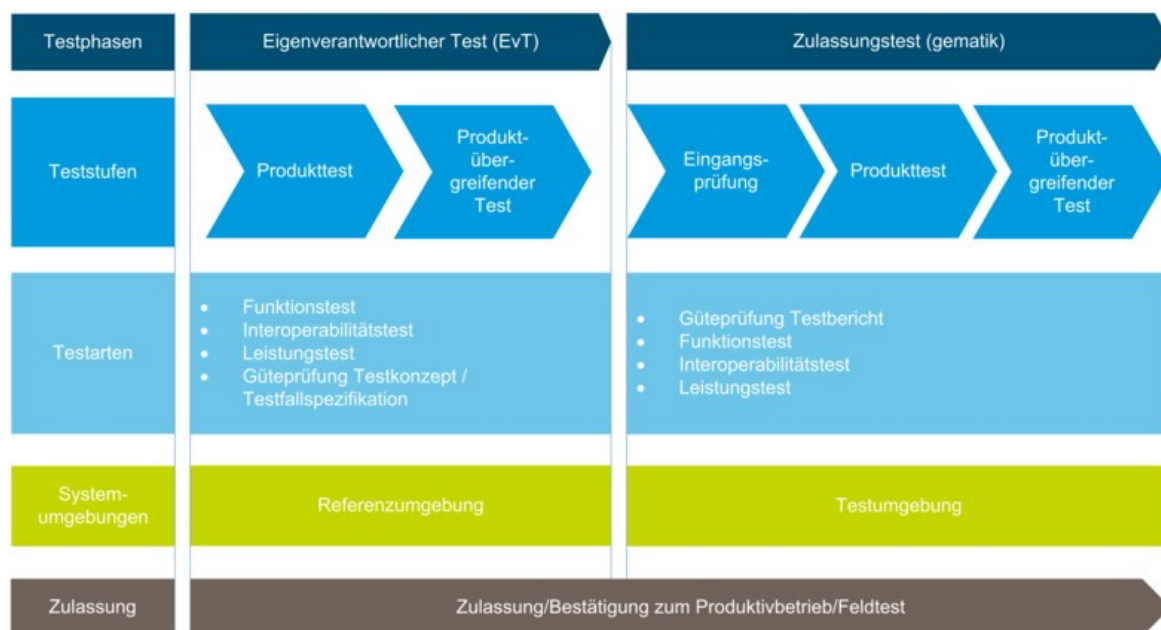 Testphasen
Eigenverantwortlicher Test (EvT)
Zulassungstest (gematik)
Teststufen
Produkttest
Produkt-
über-
greifender
Test
Eingangs-
prüfung
Produkttest
Produkt-
über-
greifender
Test
Testarten
• Funktionstest
• Interoperabilitätstest
• Leistungstest
• Güteprüfung Testkonzept /
Testfallspezifikation
• Güteprüfung Testbericht
• Funktionstest
• Interoperabilitätstest
• Leistungstest
System-
umgebungen
Referenzumgebung
Testumgebung
Zulassung
Zulassung/Bestätigung zum Produktivbetrieb/Feldtest